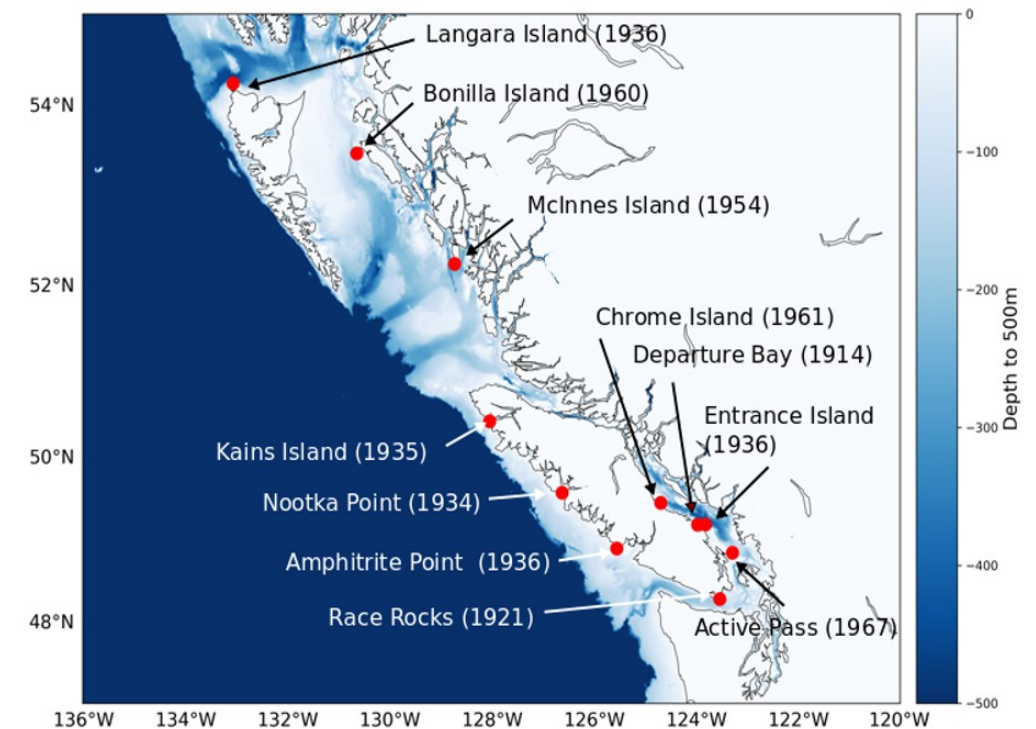 Langara Island (1936)
Bonilla Island (1960)
McInnes Island (1954)
Chrome Island (1961)
Departure Bay (1914)
Entrance Island
(1936)
Kains Island (1935)
Nootka Point (1934)
Amphitrite Point (1936)
Race Rocks (1921)
Active Pass (1967)
54°N
52°N
50°N
48°N
136°W 134°W 132°W 130°W 128°W 126°W 124°W 122°W 120°W
0
−100
−200
−300
−400
−500
Depth to 500m